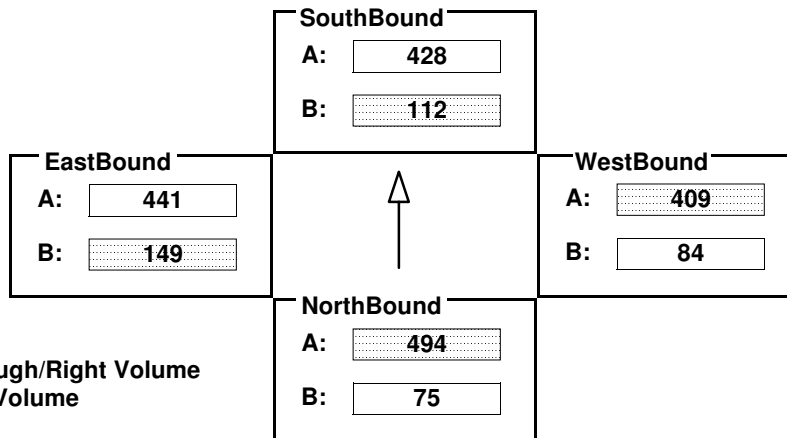 SouthBound
A: 428
B: 112
EastBound
A: 441
B: 149
WestBound
A: 409
B: 84
NorthBound
A: 494
B: 75
ugh/Right Volume
Volume